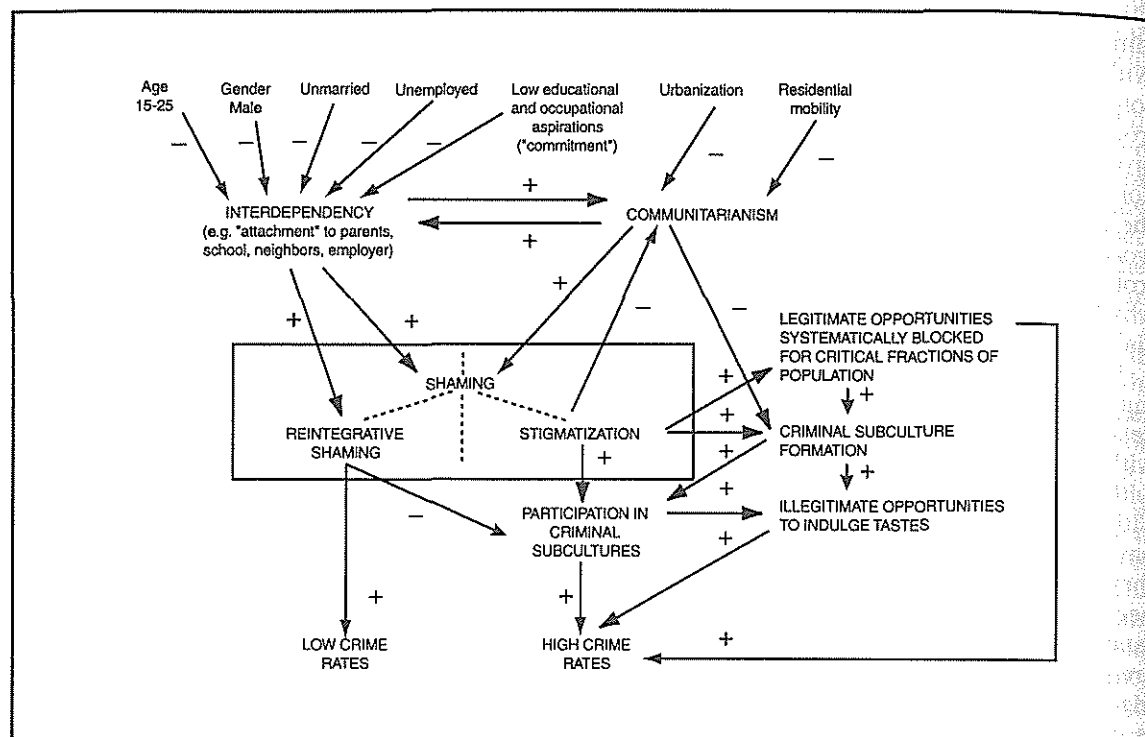 Age
15-25
Gender
Male
Unmarried
Unemployed
Low educational
and occupational
aspirations
("commitment")
Urbanization
Residential
mobility
—
—
—
—
—
—
—
+
+
INTERDEPENDENCY
(e.g. "attachment" to parents,
school, neighbors, employer)
COMMUNITARIANISM
+
+
+
—
—
LEGITIMATE OPPORTUNITIES
SYSTEMATICALLY BLOCKED
FOR CRITICAL FRACTIONS OF
POPULATION
SHAMING
+
+
+
REINTEGRATIVE
SHAMING
STIGMATIZATION
CRIMINAL SUBCULTURE
FORMATION
+
+
+
+
—
PARTICIPATION IN
CRIMINAL
SUBCULTURES
ILLEGITIMATE OPPORTUNITIES
TO INDULGE TASTES
+
+
+
+
LOW CRIME
RATES
HIGH CRIME
RATES